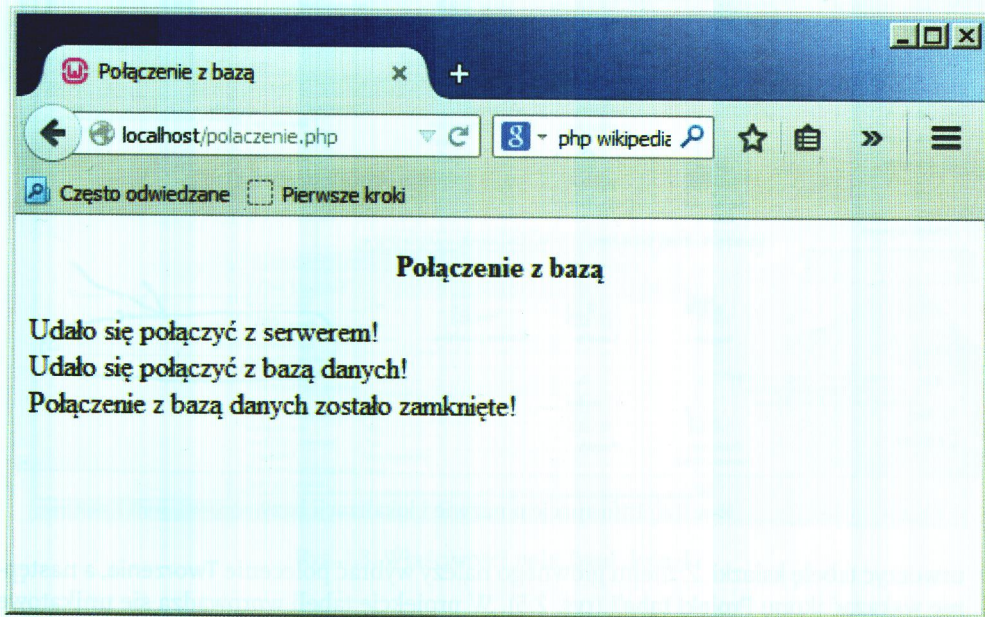 Połączenie z bazą
localhost/polaczenie.php
php wikipedia
Często odwiedzane
Pierwsze kroki
Połączenie z bazą
Udało się połączyć z serwerem!
Udało się połączyć z bazą danych!
Połączenie z bazą danych zostało zamknięte!